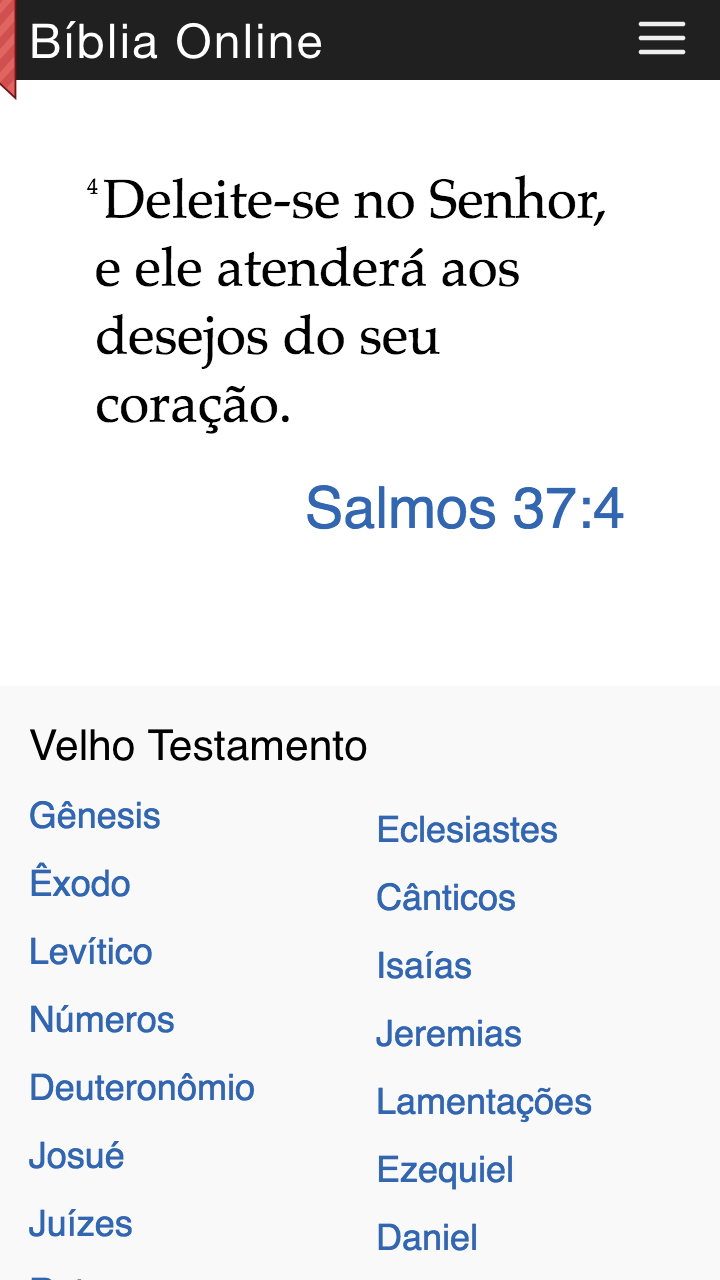 Bíblia Online
4 Deleite-se no Senhor,
e ele atenderá aos
desejos do seu
coração.
Salmos 37:4
Velho Testamento
Gênesis
Êxodo
Levítico
Números
Deuteronômio
Josué
Juízes
Eclesiastes
Cânticos
Isaías
Jeremias
Lamentações
Ezequiel
Daniel